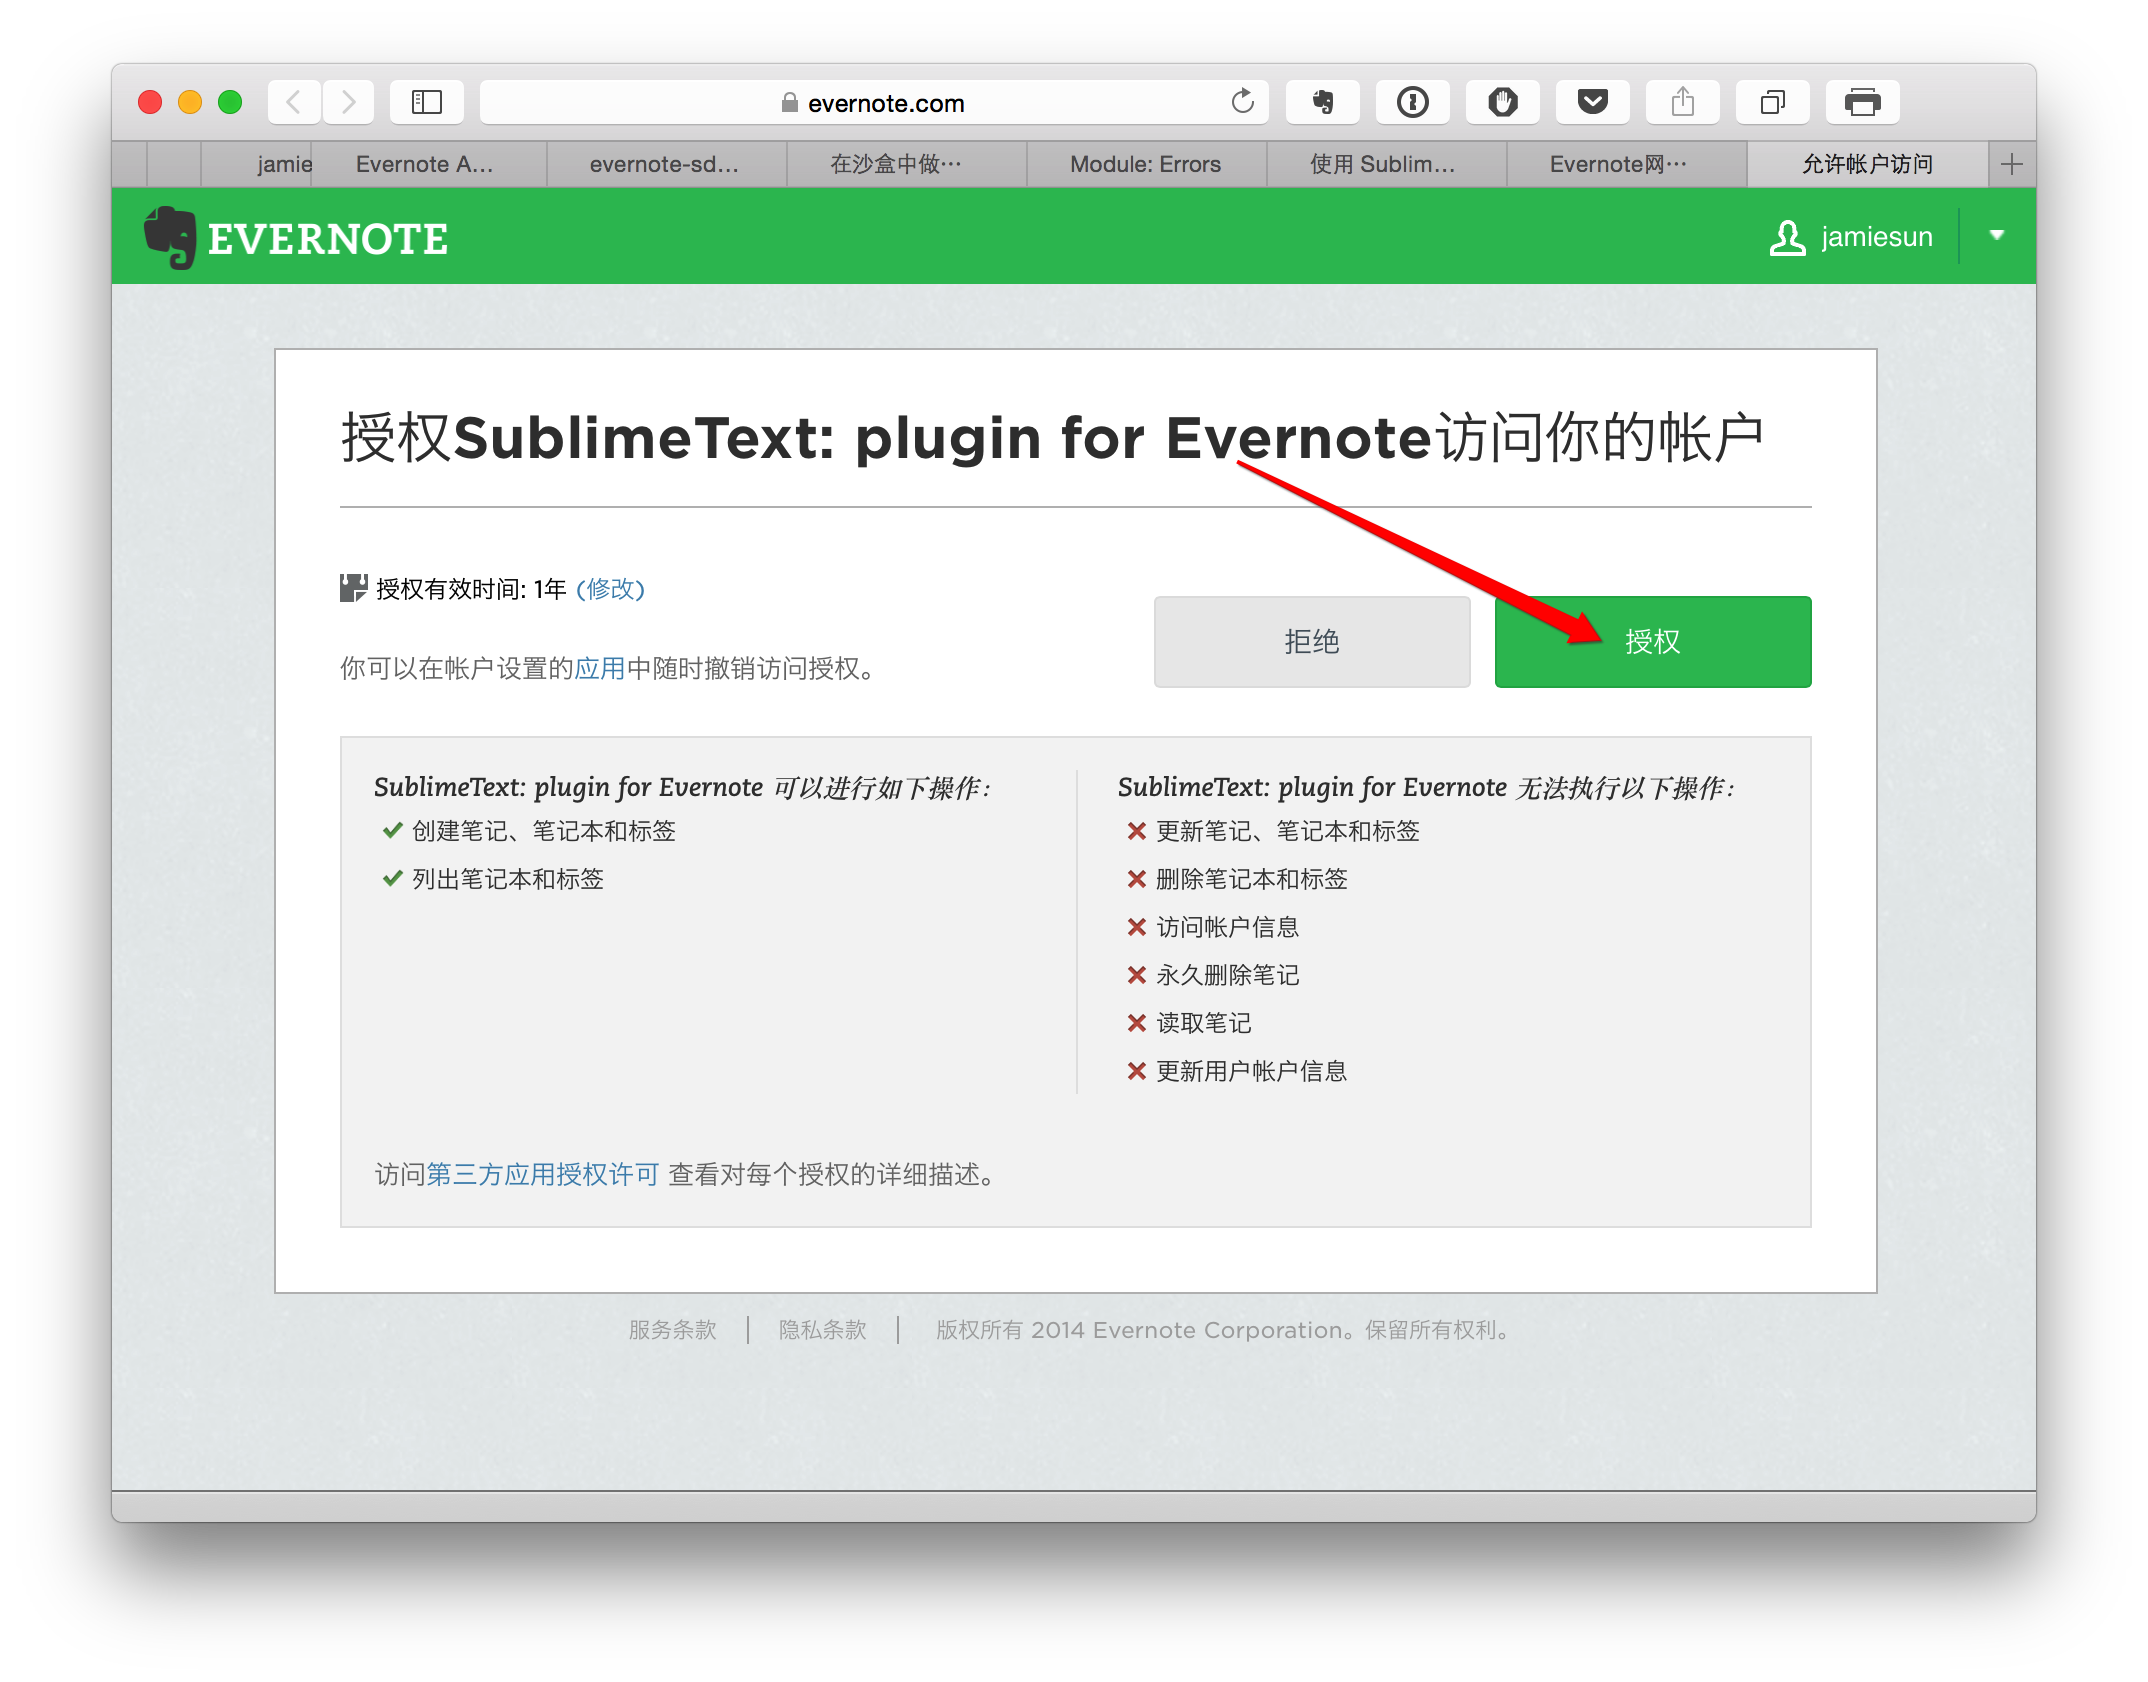 evernote.com
jamie
Evernote A...
evernote-sd...
在沙盒中做…
Module: Errors
使用 Sublim...
Evernote网…
允许帐户访问
EVERNOTE
jamiesun
授权SublimeText: plugin for Evernote访问你的帐户
授权有效时间: 1年 (修改)
拒绝
授权
你可以在帐户设置的应用中随时撤销访问授权。
SublimeText: plugin for Evernote 可以进行如下操作：
创建笔记、笔记本和标签
列出笔记本和标签
SublimeText: plugin for Evernote 无法执行以下操作：
更新笔记、笔记本和标签
删除笔记本和标签
访问帐户信息
永久删除笔记
读取笔记
更新用户帐户信息
访问第三方应用授权许可 查看对每个授权的详细描述。
服务条款
隐私条款
版权所有 2014 Evernote Corporation。保留所有权利。